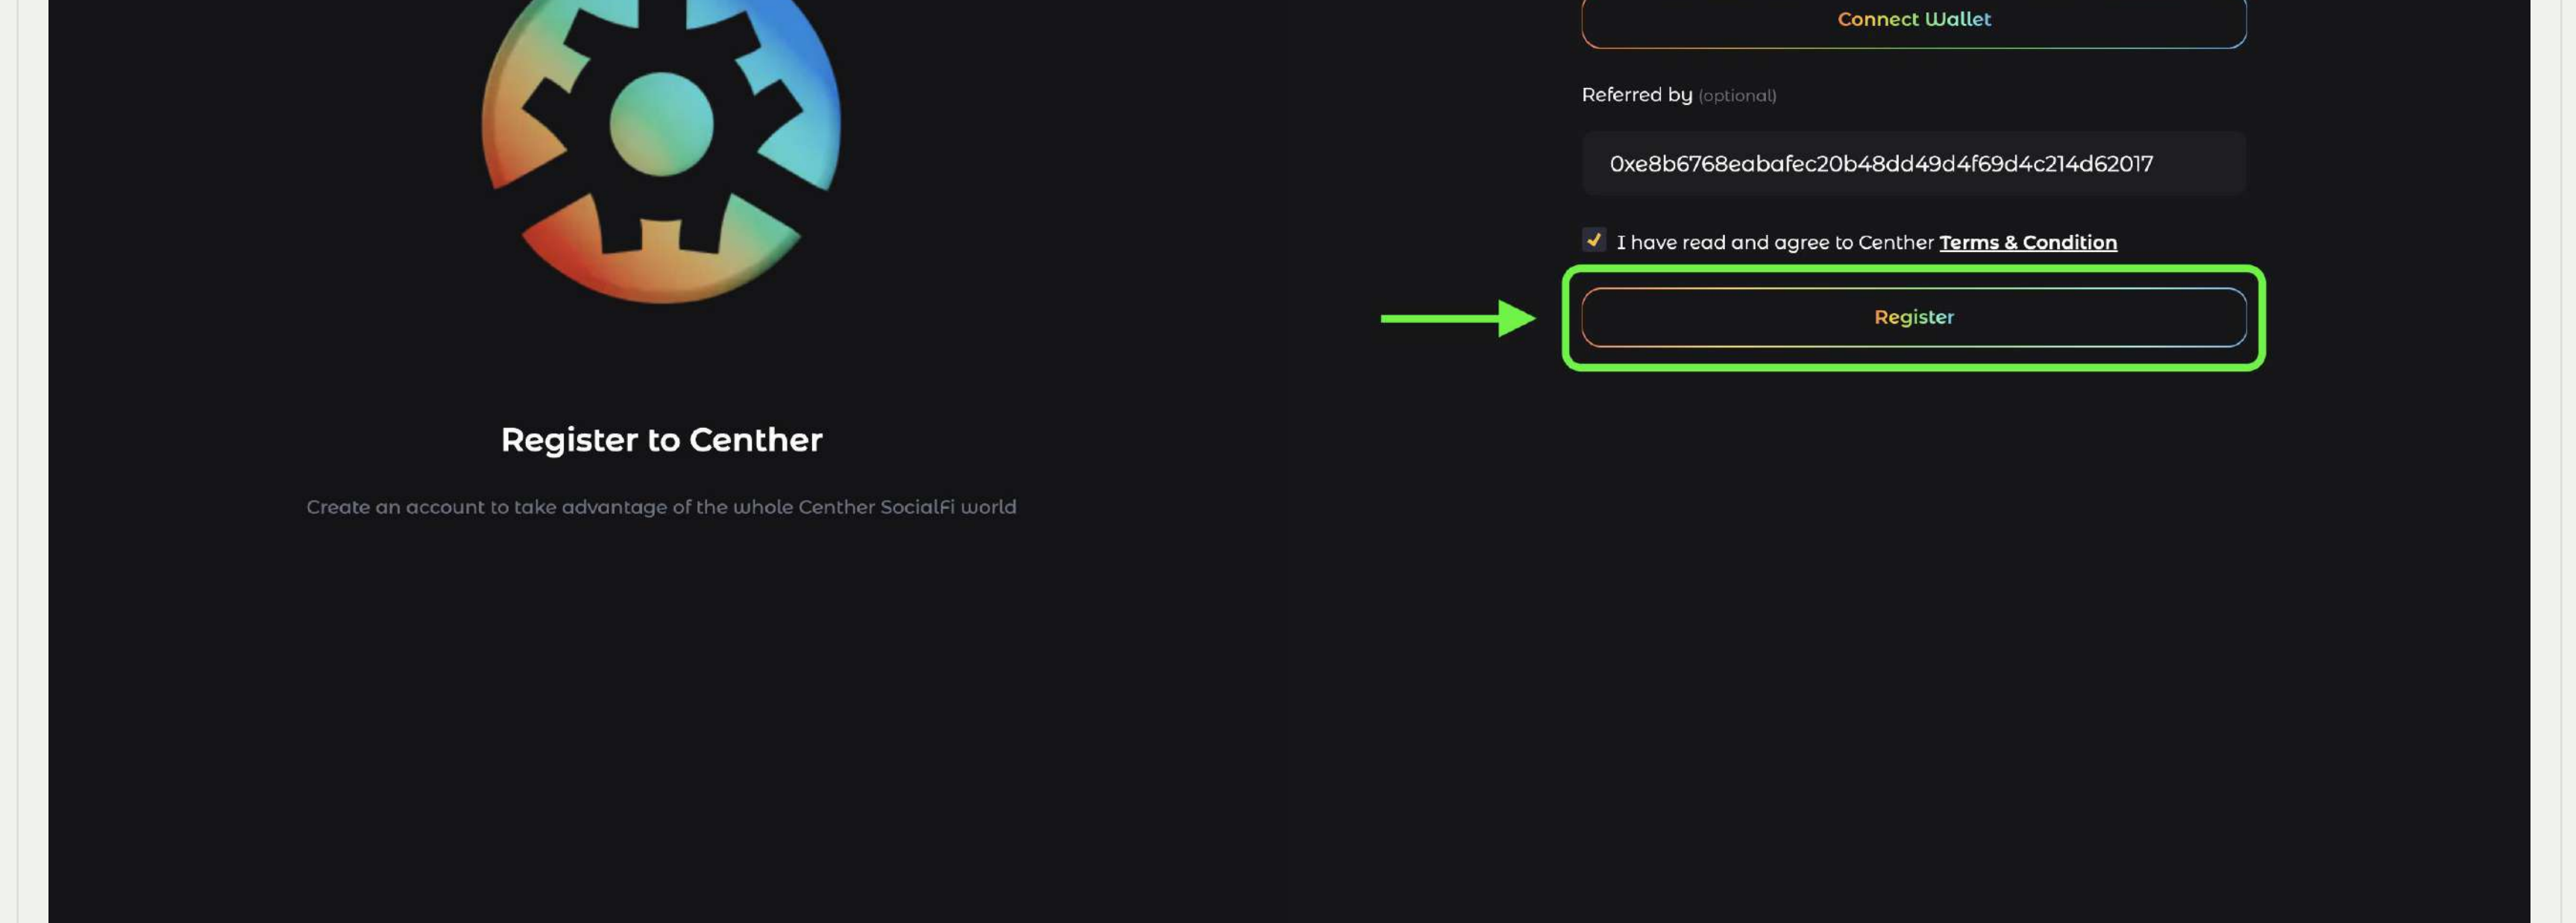 Connect Wallet
Referred by (optional)
0xe8b6768eabafec20b48dd49d4f69d4c214d62017
I have read and agree to Centher Terms & Condition
Register
Register to Centher
Create an account to take advantage of the whole Centher SocialFi world